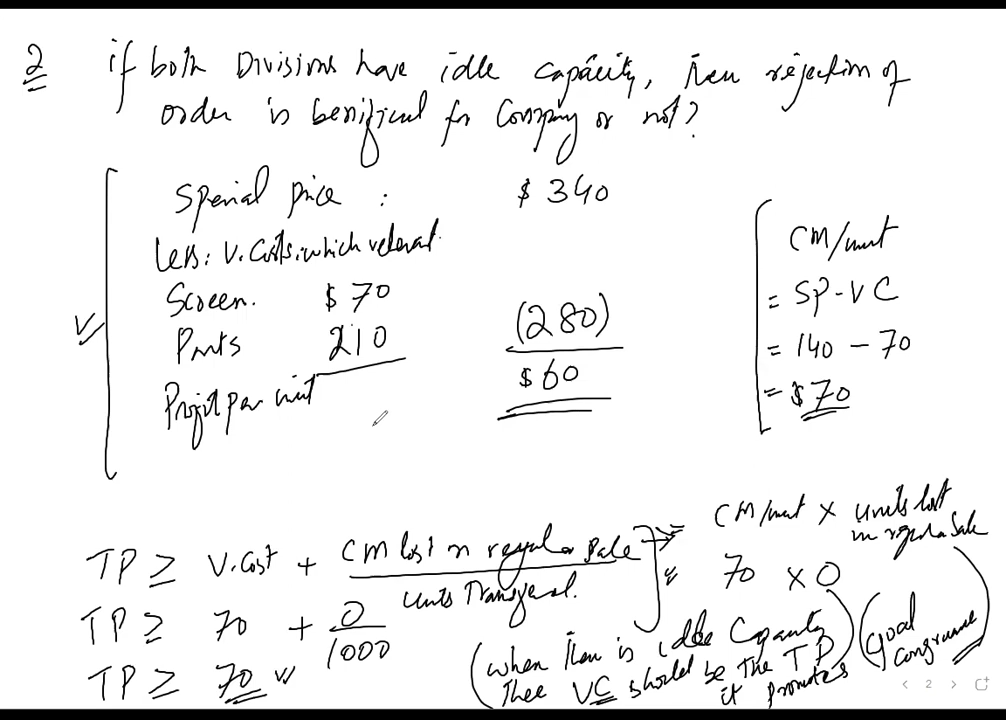 2 if both Divisions have idle capacity, then rejection of
order is benificial for Company or not?
Special price : $ 340
Less: V. Costs which relevant.
Screen. $ 70
Parts 210 (280)
Profit per unit $ 60
CM/unit
= SP - VC
= 140 - 70
= $ 70
TP ≥ V.Cost + CM lost on regular Sale / Units Transferred.
TP ≥ 70 + 0 / 1000
TP ≥ 70
CM/unit × units lost
in regular Sale
70 × 0
(when there is idle Capacity
VC should be the TP
it promotes
(Goal
congruence)
< 2 >